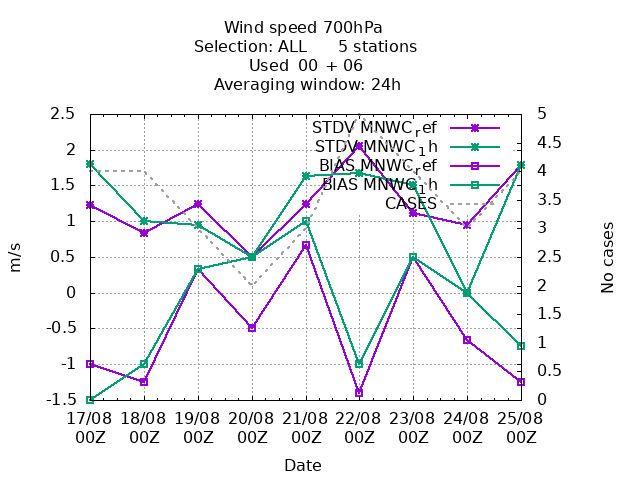 Wind speed 700hPa
Selection: ALL 5 stations
Used 00 + 06
Averaging window: 24h
2.5
2
1.5
1
0.5
0
-0.5
-1
-1.5
m/s
5
4.5
4
3.5
3
2.5
2
1.5
1
0.5
0
No cases
STDV MNWCref
STDV MNWC1h
BIAS MNWCref
BIAS MNWC1h
CASES
17/08 18/08 19/08 20/08 21/08 22/08 23/08 24/08 25/08
00Z 00Z 00Z 00Z 00Z 00Z 00Z 00Z 00Z
Date